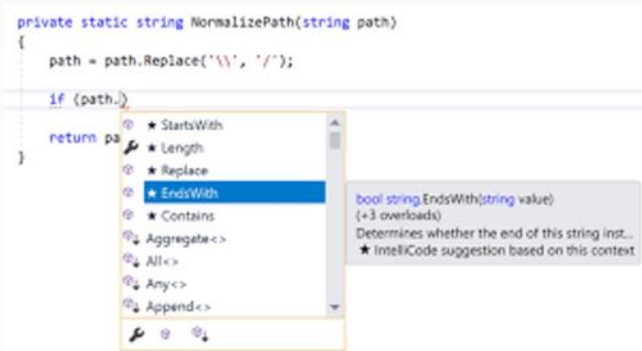 private static string NormalizePath(string path)
{
path = path.Replace('\\', '/');
if (path.)
★ StartsWith
★ Length
return pa
★ Replace
}
★ EndsWith
★ Contains
Aggregate<>
All<>
Any<>
Append<>
bool string.EndsWith(string value)
(+3 overloads)
Determines whether the end of this string inst...
★ IntelliCode suggestion based on this context